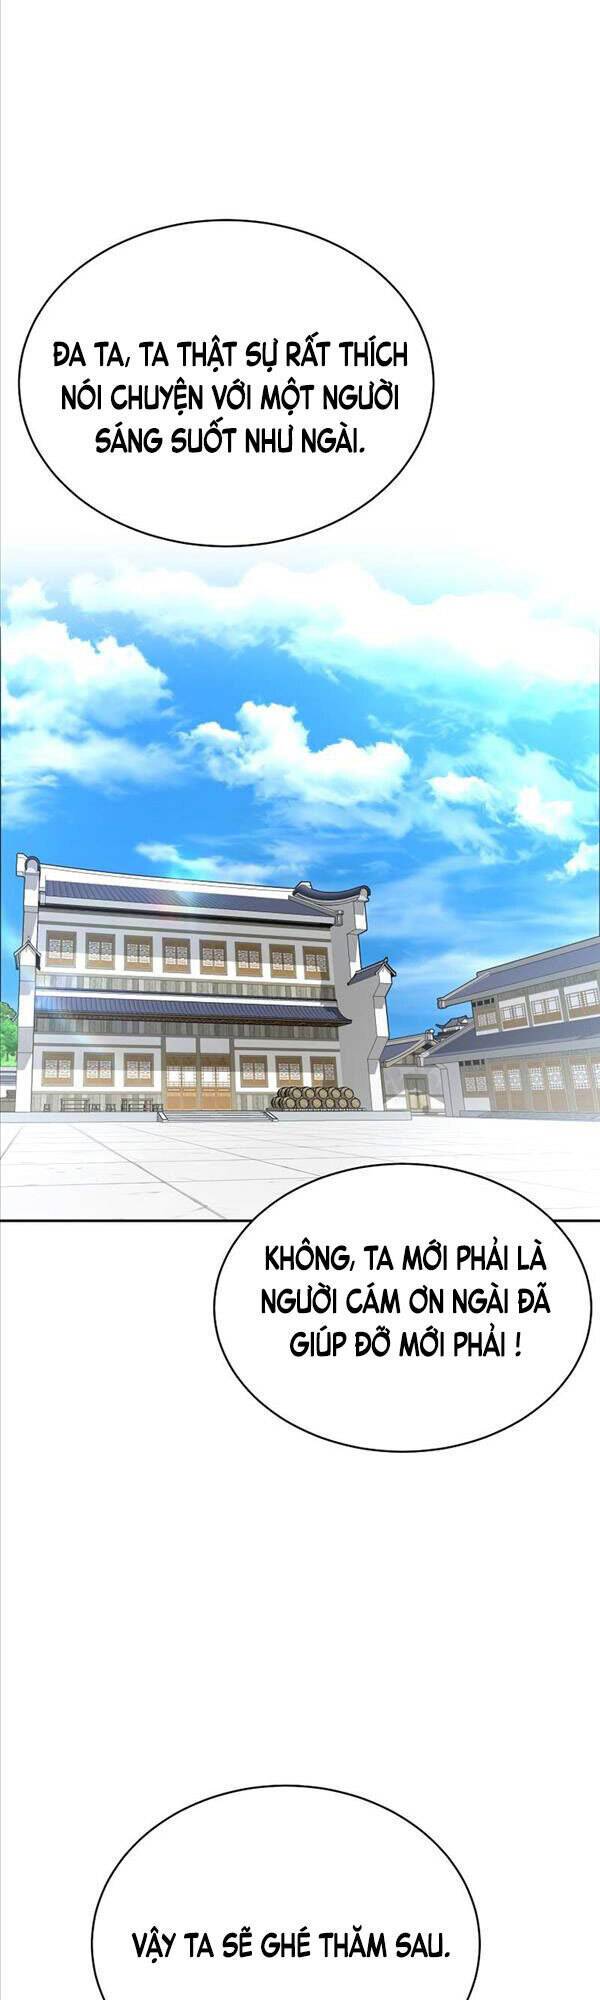 ĐA TA, TA THẬT SỰ RẤT THÍCH
NÓI CHUYỆN VỚI MỘT NGƯỜI
SÁNG SUỐT NHƯ NGÀI.
KHÔNG, TA MỚI PHẢI LÀ
NGƯỜI CÁM ƠN NGÀI ĐÃ
GIÚP ĐỠ MỚI PHẢI !
VẬY TA SẼ GHÉ THĂM SAU.